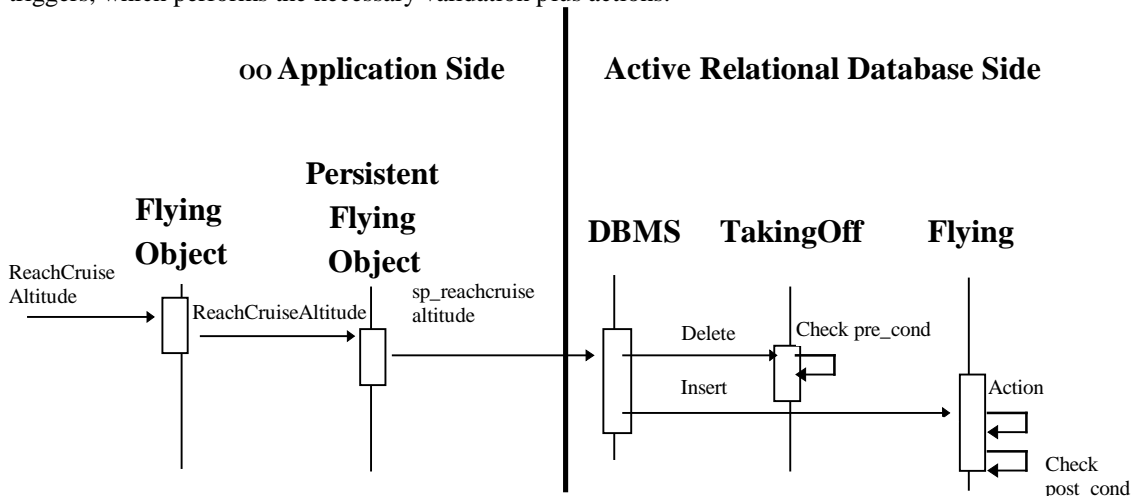 triggers, which performs the necessary validation plus actions.
OO Application Side
Active Relational Database Side
Flying
Object
Persistent
Flying
Object
DBMS
TakingOff
Flying
ReachCruise
Altitude
ReachCruiseAltitude
sp_reachcruise
altitude
Delete
Check pre_cond
Insert
Action
Check
post_cond